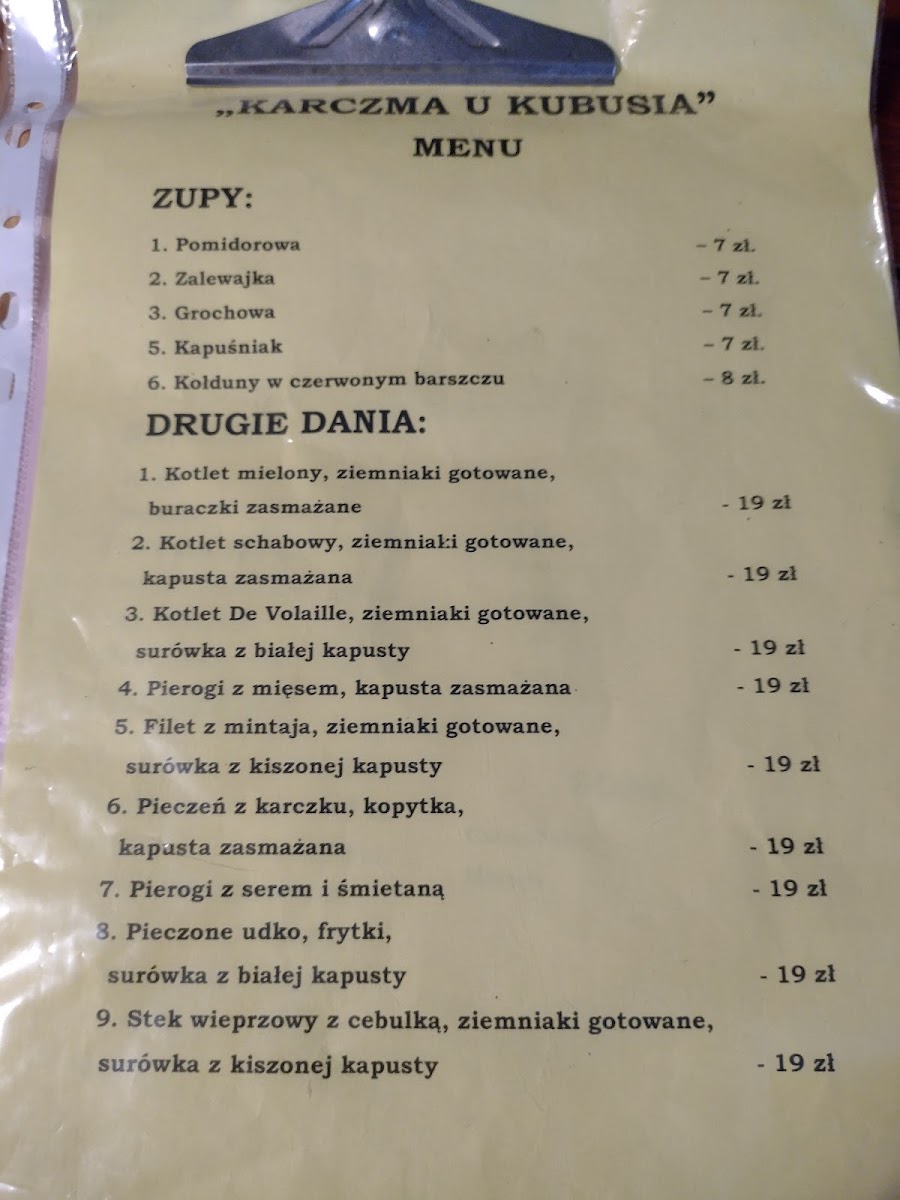 „KARCZMA U KUBUSIA”
MENU
ZUPY:
1. Pomidorowa – 7 zł.
2. Zalewajka – 7 zł.
3. Grochowa – 7 zł.
5. Kapuśniak – 7 zł.
6. Kołduny w czerwonym barszczu – 8 zł.
DRUGIE DANIA:
1. Kotlet mielony, ziemniaki gotowane,
buraczki zasmażane - 19 zł
2. Kotlet schabowy, ziemniaki gotowane,
kapusta zasmażana - 19 zł
3. Kotlet De Volaille, ziemniaki gotowane,
surówka z białej kapusty - 19 zł
4. Pierogi z mięsem, kapusta zasmażana - 19 zł
5. Filet z mintaja, ziemniaki gotowane,
surówka z kiszonej kapusty - 19 zł
6. Pieczeń z karczku, kopytka,
kapusta zasmażana - 19 zł
7. Pierogi z serem i śmietaną - 19 zł
8. Pieczone udko, frytki,
surówka z białej kapusty - 19 zł
9. Stek wieprzowy z cebulką, ziemniaki gotowane,
surówka z kiszonej kapusty - 19 zł